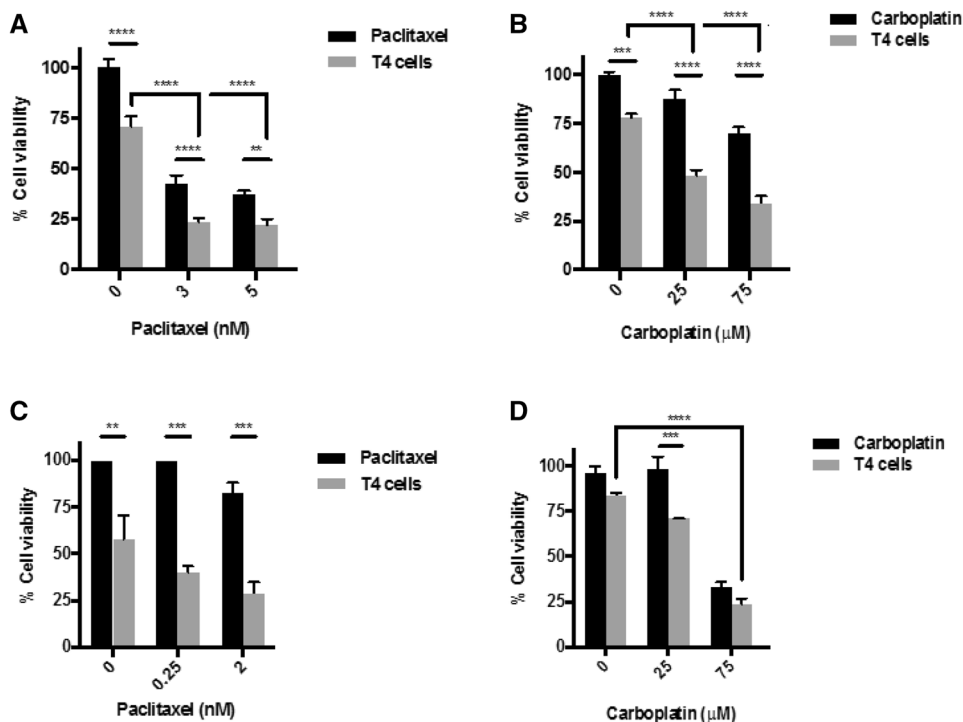 A
****
Paclitaxel
T4 cells
**** ****
**** **
% Cell viability
100
75
50
25
0
0 3 5
Paclitaxel (nM)
B
**** ****
Carboplatin
T4 cells
*** **** ****
% Cell viability
100
75
50
25
0
0 25 75
Carboplatin (μM)
C
** *** ***
Paclitaxel
T4 cells
% Cell viability
100
75
50
25
0
0 0.25 2
Paclitaxel (nM)
D
****
***
Carboplatin
T4 cells
% Cell viability
100
75
50
25
0
0 25 75
Carboplatin (μM)